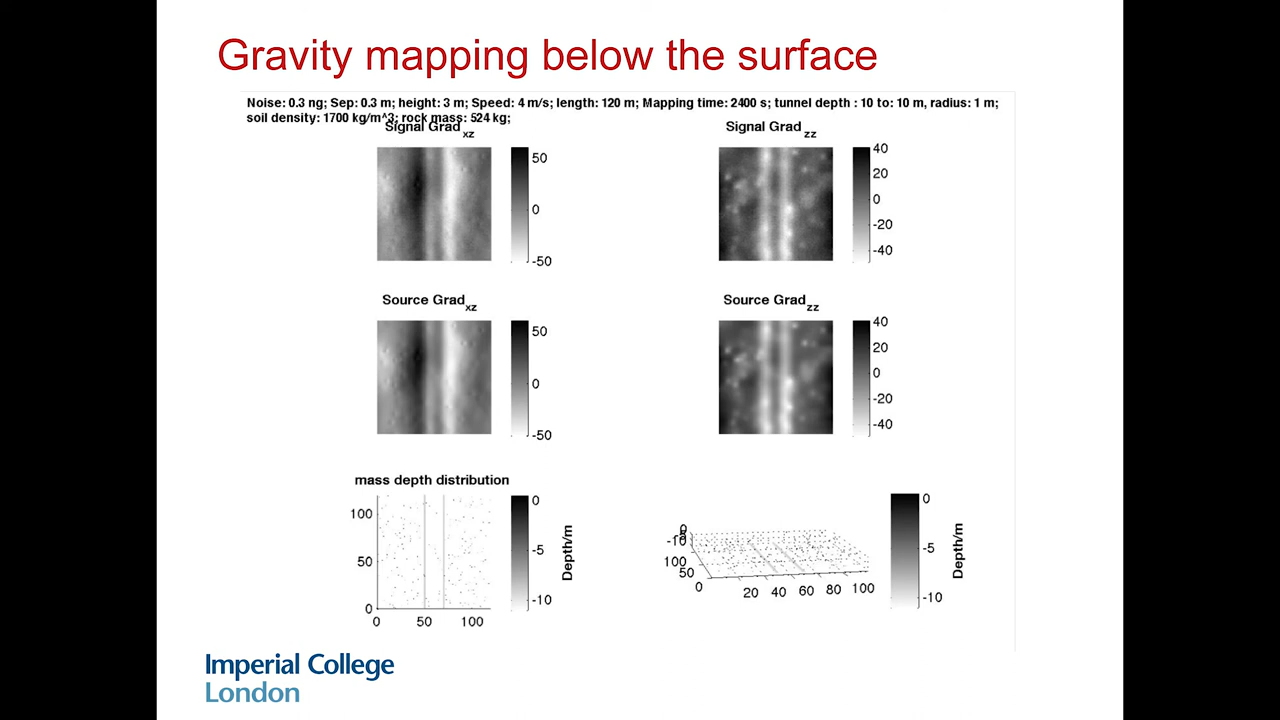 Gravity mapping below the surface
Noise: 0.3 ng; Sep: 0.3 m; height: 3 m; Speed: 4 m/s; length: 120 m; Mapping time: 2400 s; tunnel depth : 10 to: 10 m, radius: 1 m;
soil density: 1700 kg/m^3; rock mass: 524 kg;
Signal Grad xz
50
0
-50
Signal Grad zz
40
20
0
-20
-40
Source Grad xz
50
0
-50
Source Grad zz
40
20
0
-20
-40
mass depth distribution
100
50
0
0 50 100
0
-5
-10
Depth/m
0
-10
100
50
0
20 40 60 80 100
0
-5
-10
Depth/m
Imperial College
London